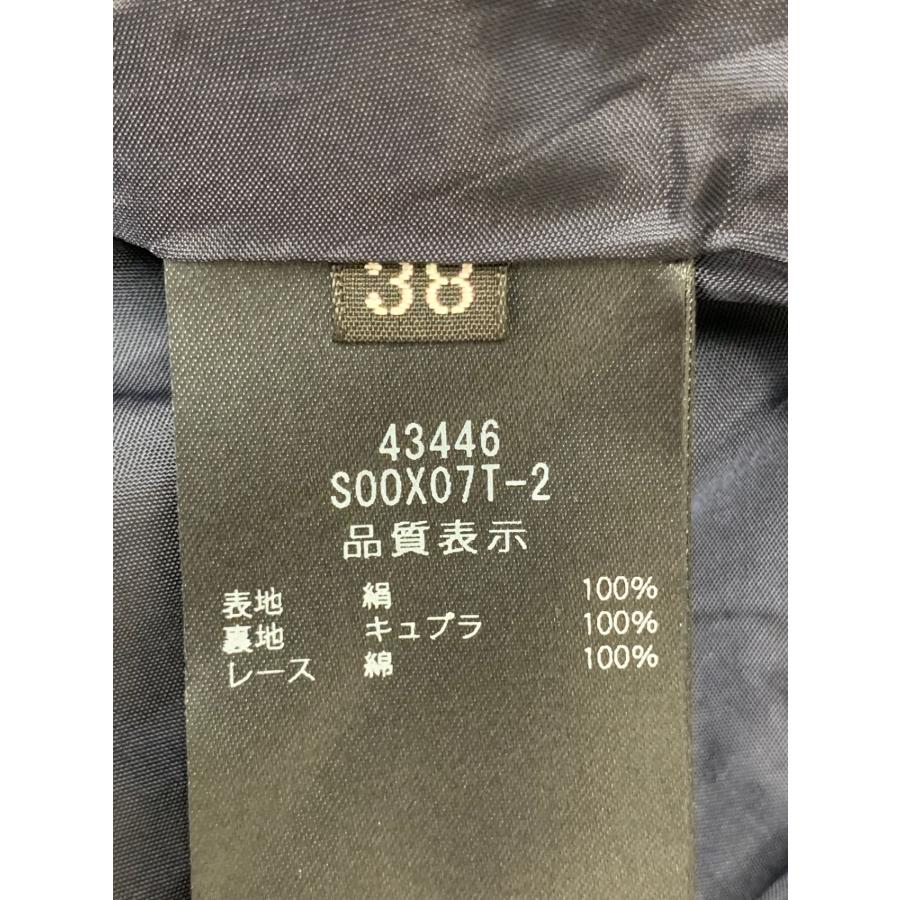 38
43446
S00X07T-2
品質表示
表地 絹 100%
裏地 キュプラ 100%
レース 綿 100%